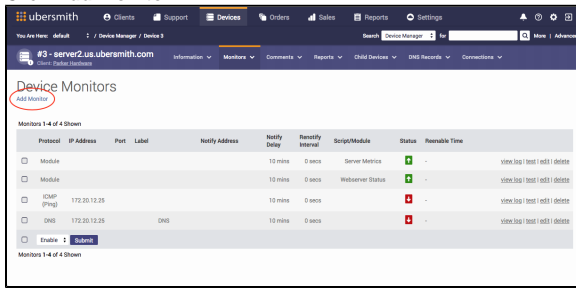 ubersmith Clients Support Devices Orders Sales Reports Settings
You Are Here: default / Device Manager / Device 3 Search Device Manager for More | Advanced
#3 - server2.us.ubersmith.com
Client: Parker Hardware
Information Monitors Comments Reports Child Devices DNS Records Connections
Device Monitors
Add Monitor
Monitors 1-4 of 4 Shown
Protocol IP Address Port Label Notify Address Notify Delay Renotify Interval Script/Module Status Reenable Time
Module 10 mins 0 secs Server Metrics - view log | test | edit | delete
Module 10 mins 0 secs Webserver Status - view log | test | edit | delete
ICMP (Ping) 172.20.12.25 10 mins 0 secs - view log | test | edit | delete
DNS 172.20.12.25 DNS 10 mins 0 secs - view log | test | edit | delete
Enable Submit
Monitors 1-4 of 4 Shown